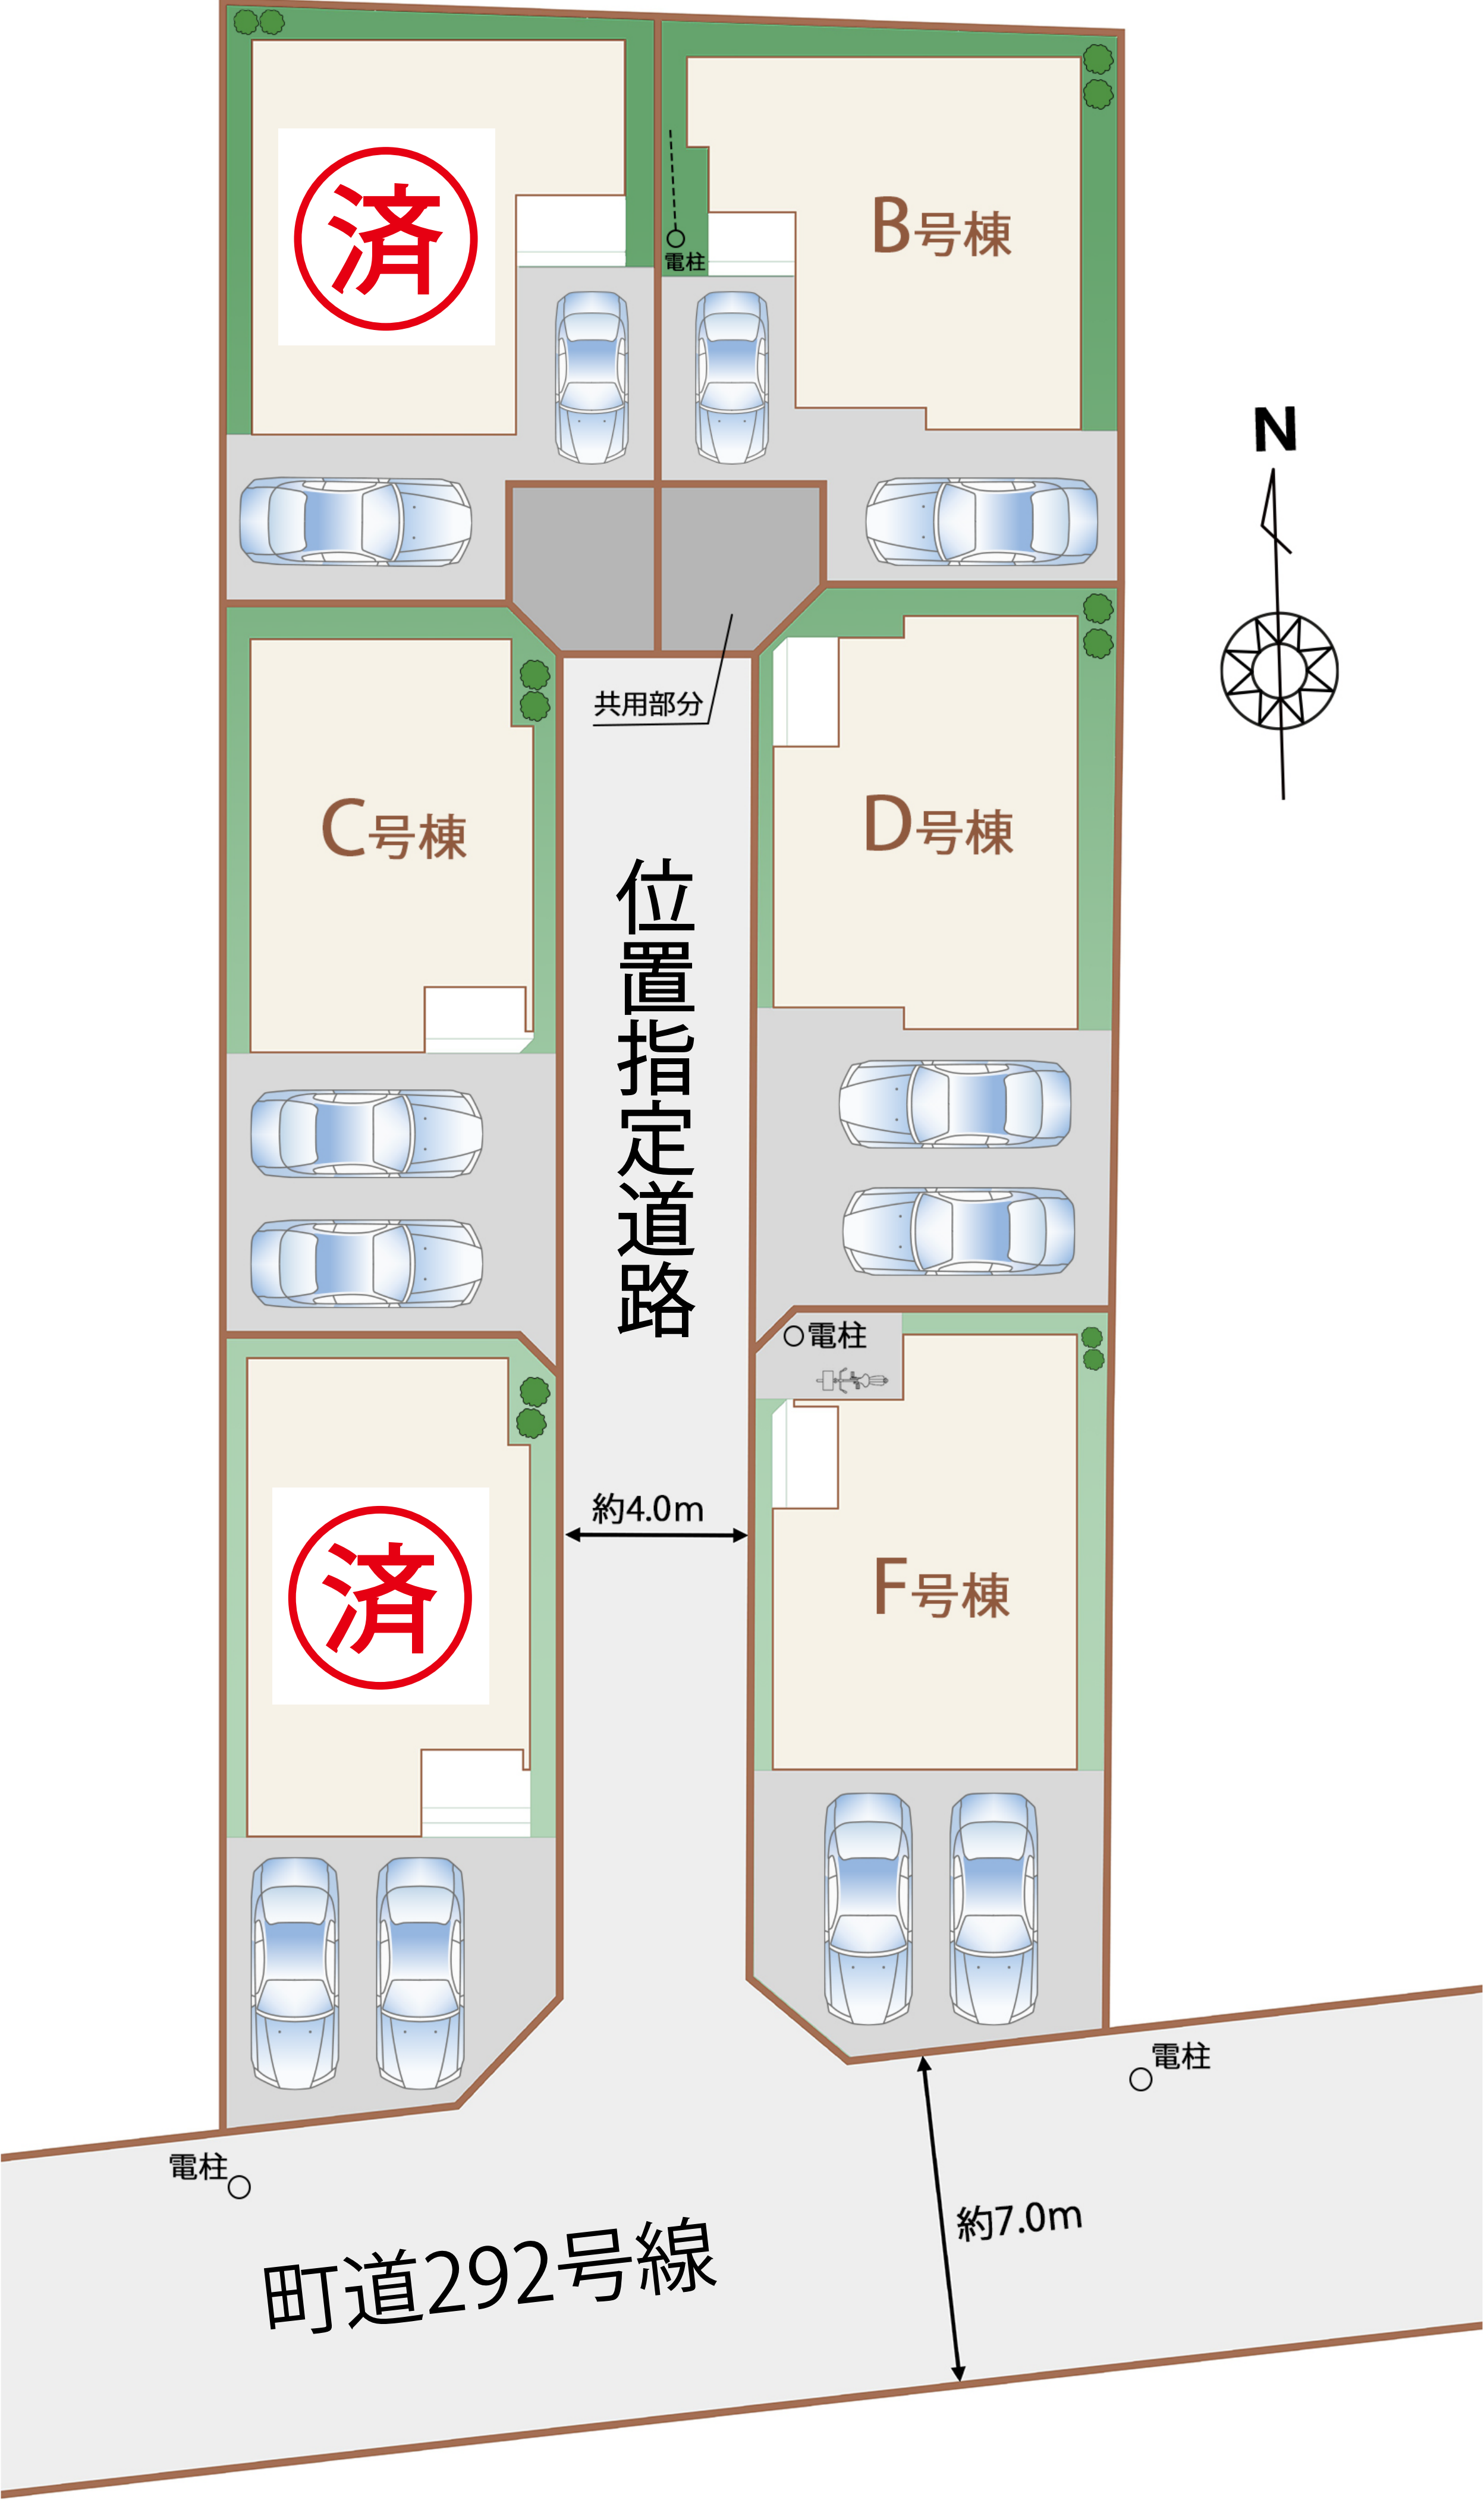 済
B号棟
電柱
N
共用部分
C号棟
D号棟
位置指定道路
電柱
約4.0m
済
F号棟
電柱
電柱
約7.0m
町道292号線